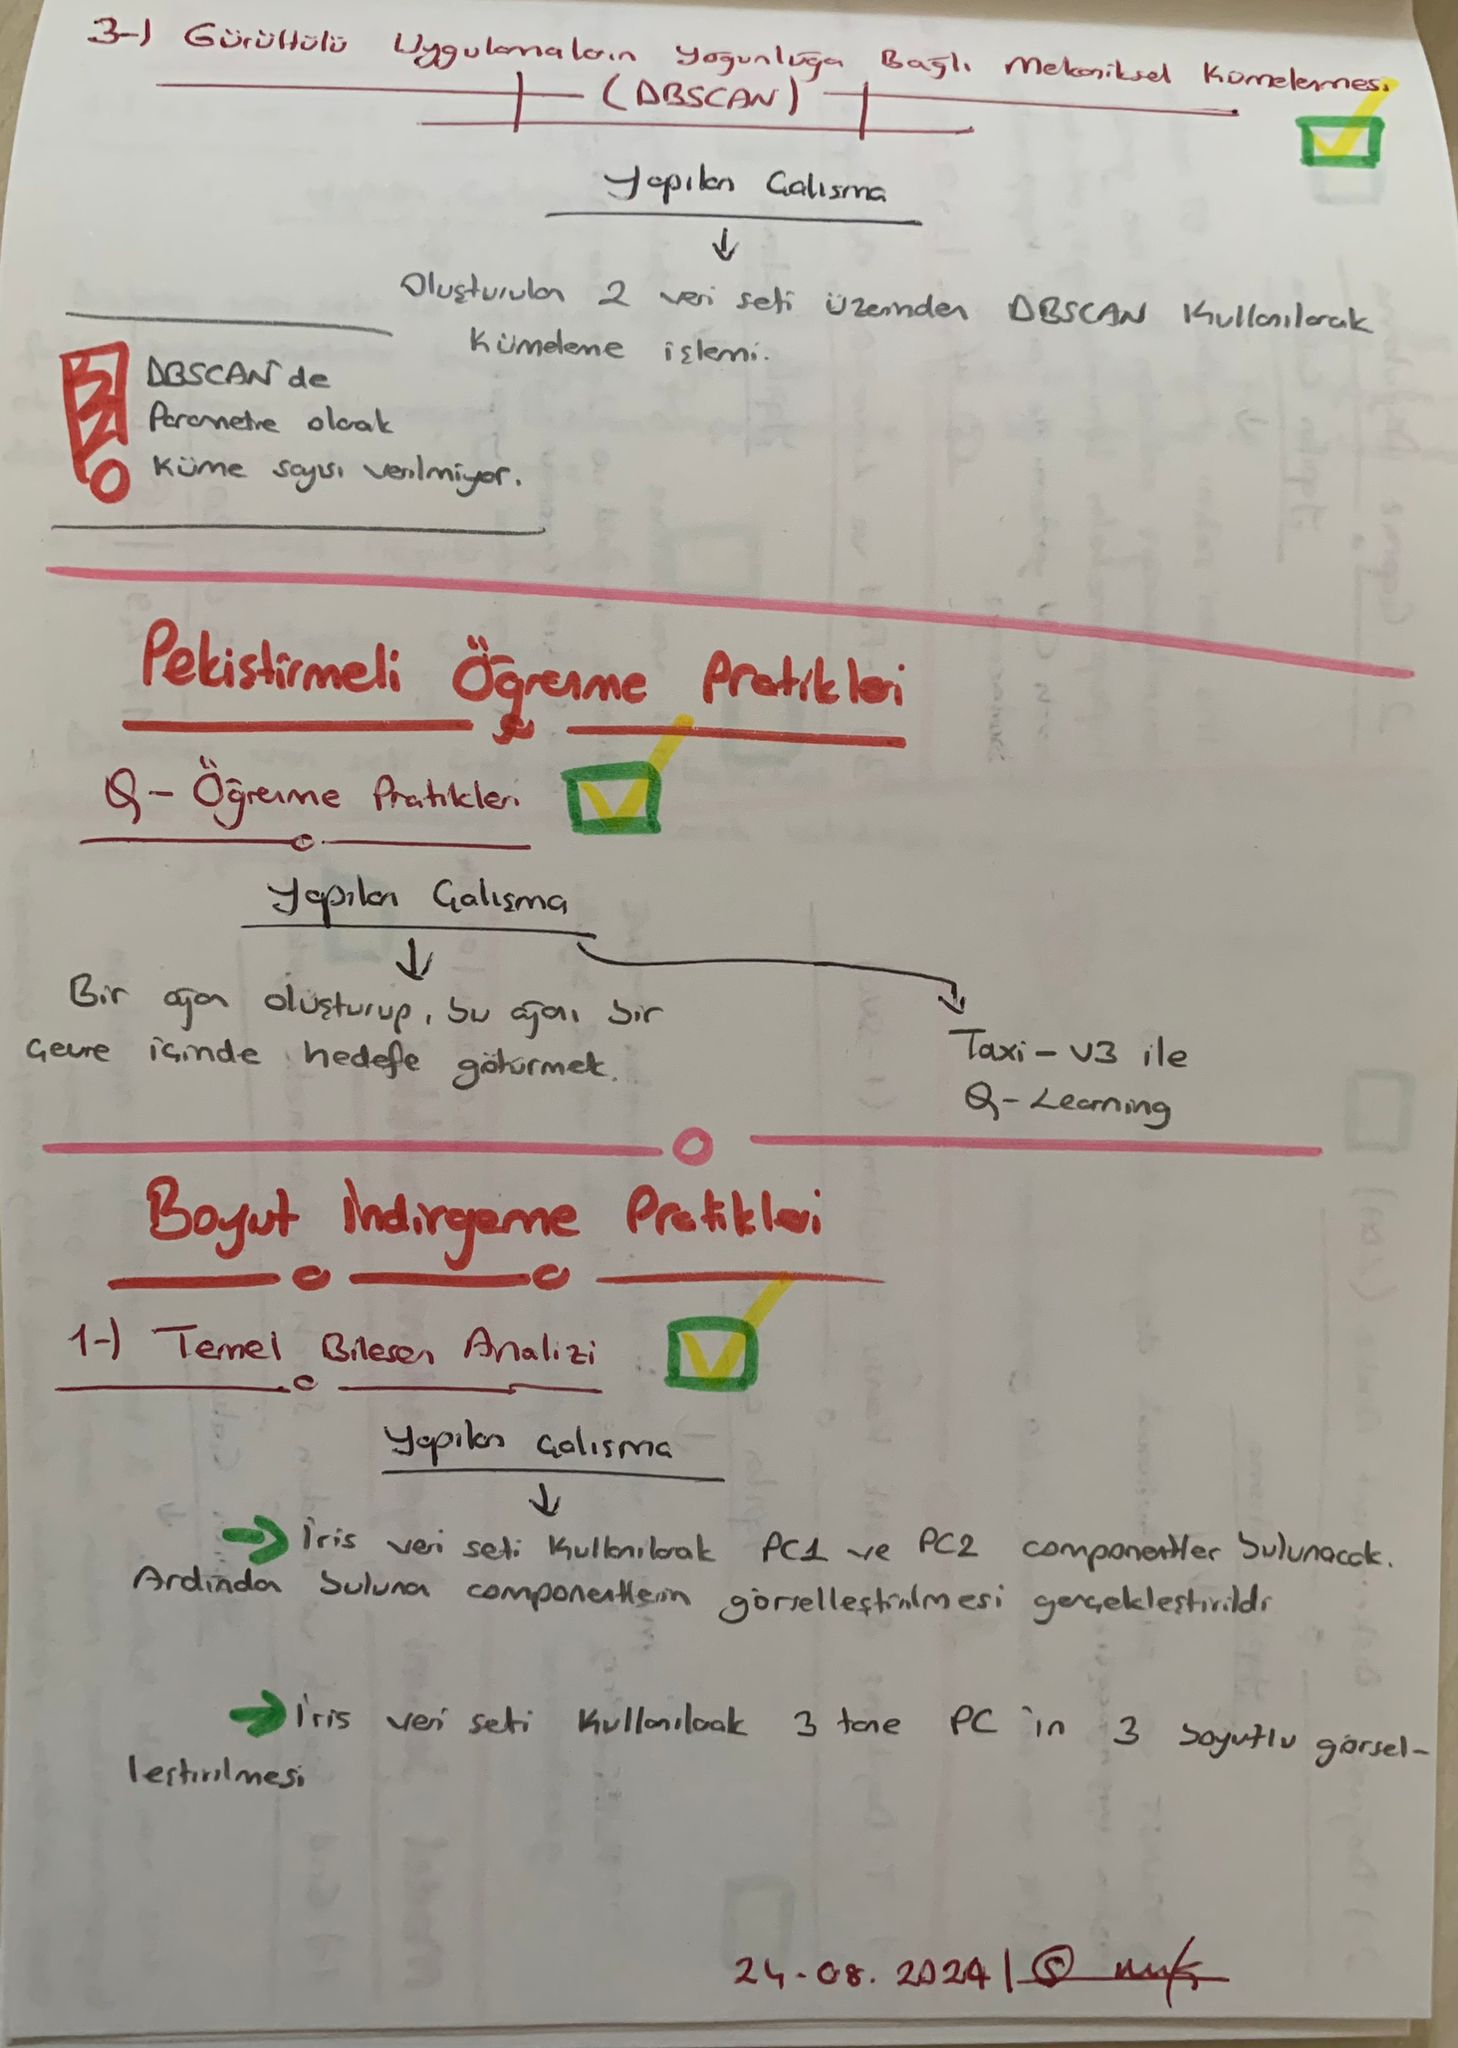 3-) Gürültülü Uygulamaların Yoğunluğa Bağlı Mekaniksel Kümelenmesi
(DBSCAN)
Yapılan Çalışma
↓
Oluşturulan 2 veri seti üzerinden DBSCAN Kullanılarak
Kümeleme işlemi.
DBSCAN'de
Parametre olarak
Küme sayısı verilmiyor.
Pekiştirmeli Öğrenme Pratikleri
Q- Öğrenme Pratikleri
Yapılan Çalışma
↓
Bir ajan oluşturup, bu ajanı bir
çevre içinde hedefe götürmek.
Taxi-v3 ile
Q-Learning
Boyut İndirgeme Pratikleri
1-) Temel Bileşen Analizi
Yapılan Çalışma
↓
→ İris veri seti Kullanılarak PC1 ve PC2 componentler bulunacak.
Ardından buluna componentlerin görselleştirilmesi gerçekleştirildi
→ İris veri seti Kullanılarak 3 tane PC'in 3 boyutlu görsel-
leştirilmesi
24.08.2024 |